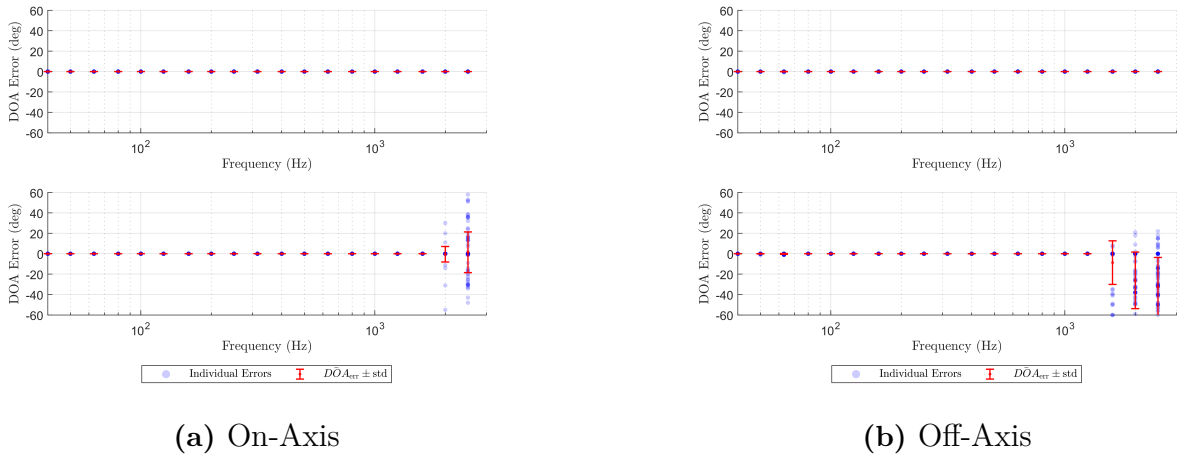 60
40
20
0
-20
-40
-60
DOA Error (deg)
10²
10³
Frequency (Hz)
60
40
20
0
-20
-40
-60
DOA Error (deg)
10²
10³
Frequency (Hz)
Individual Errors
DŌA_err ± std
(a) On-Axis
60
40
20
0
-20
-40
-60
DOA Error (deg)
10²
10³
Frequency (Hz)
60
40
20
0
-20
-40
-60
DOA Error (deg)
10²
10³
Frequency (Hz)
Individual Errors
DŌA_err ± std
(b) Off-Axis